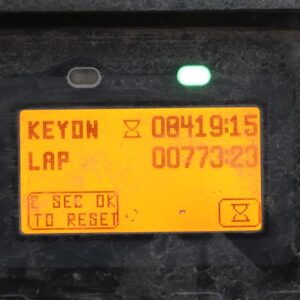 KEYON 08419:15
LAP 00773:23
2 SEC OK
TO RESET